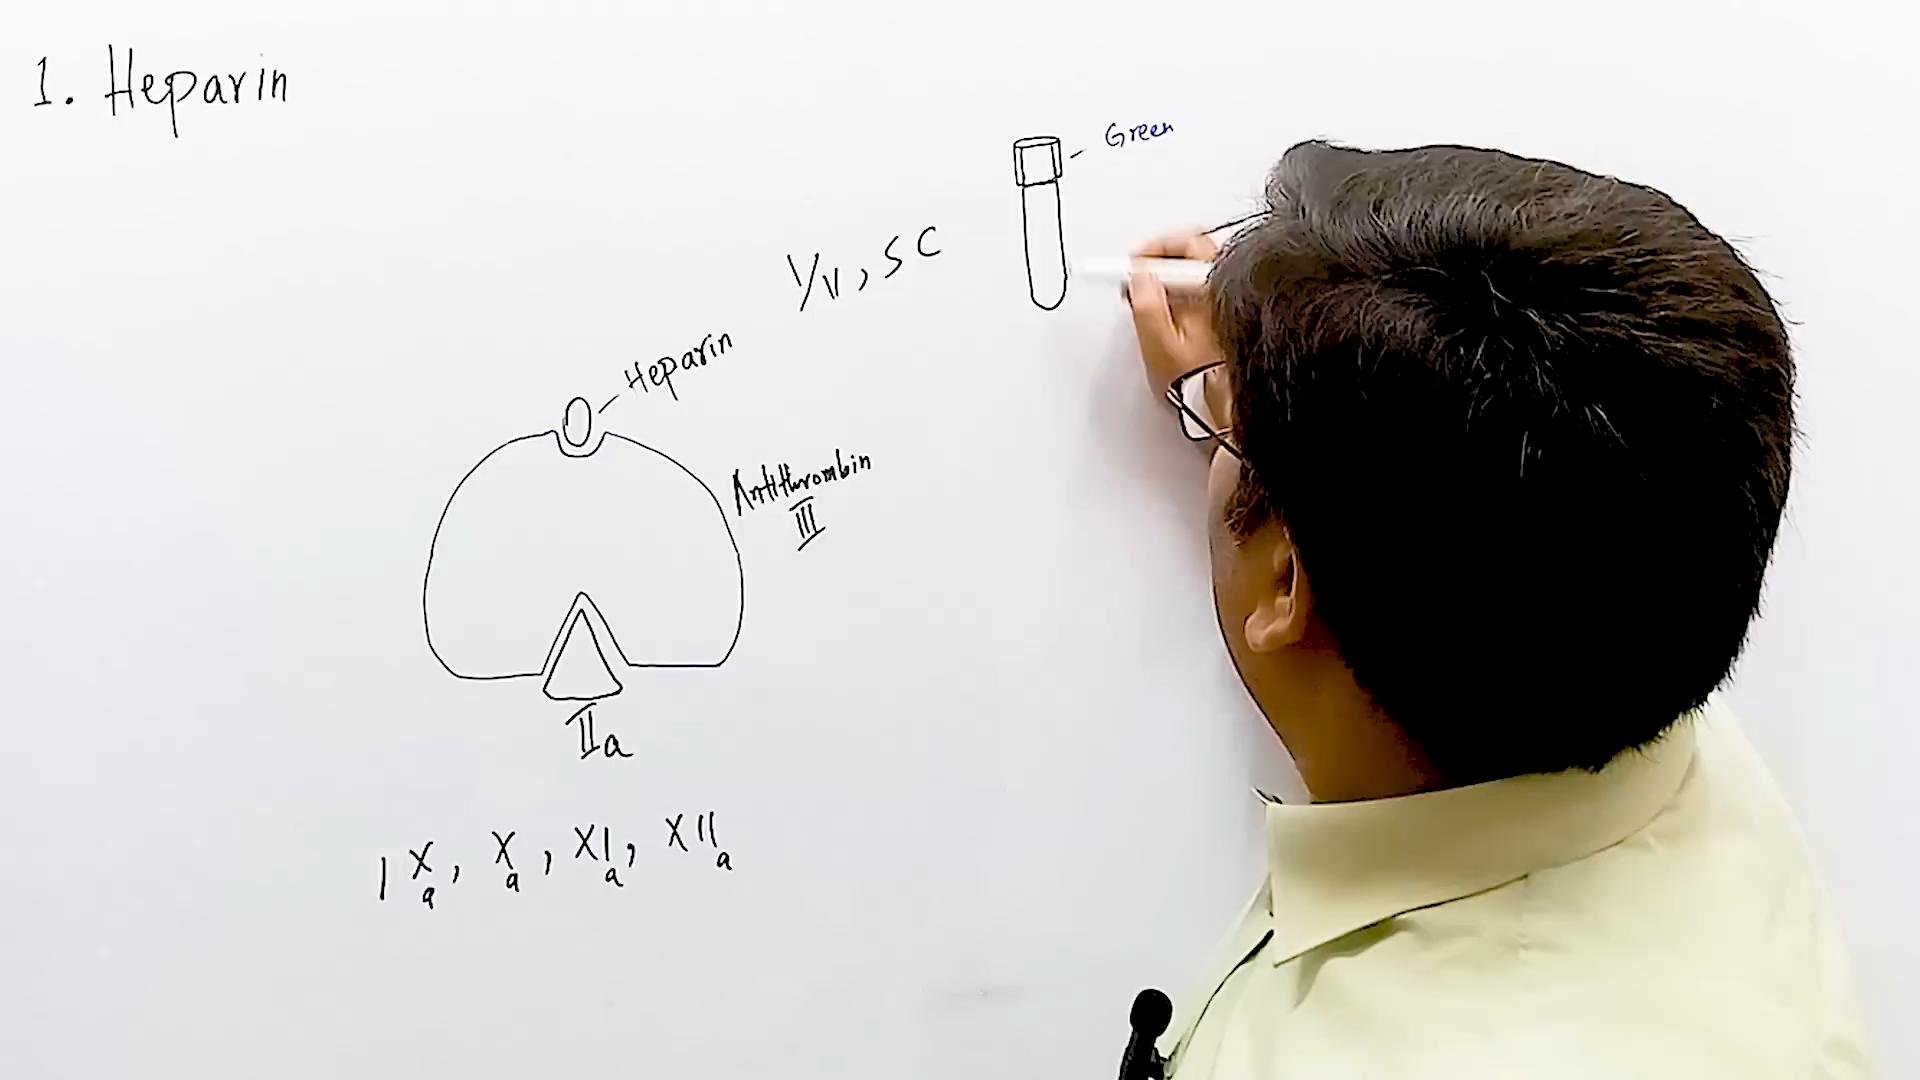 1. Heparin
Green
I/V, SC
Heparin
Antithrombin
III
IIa
IXa, Xa, XIa, XIIa